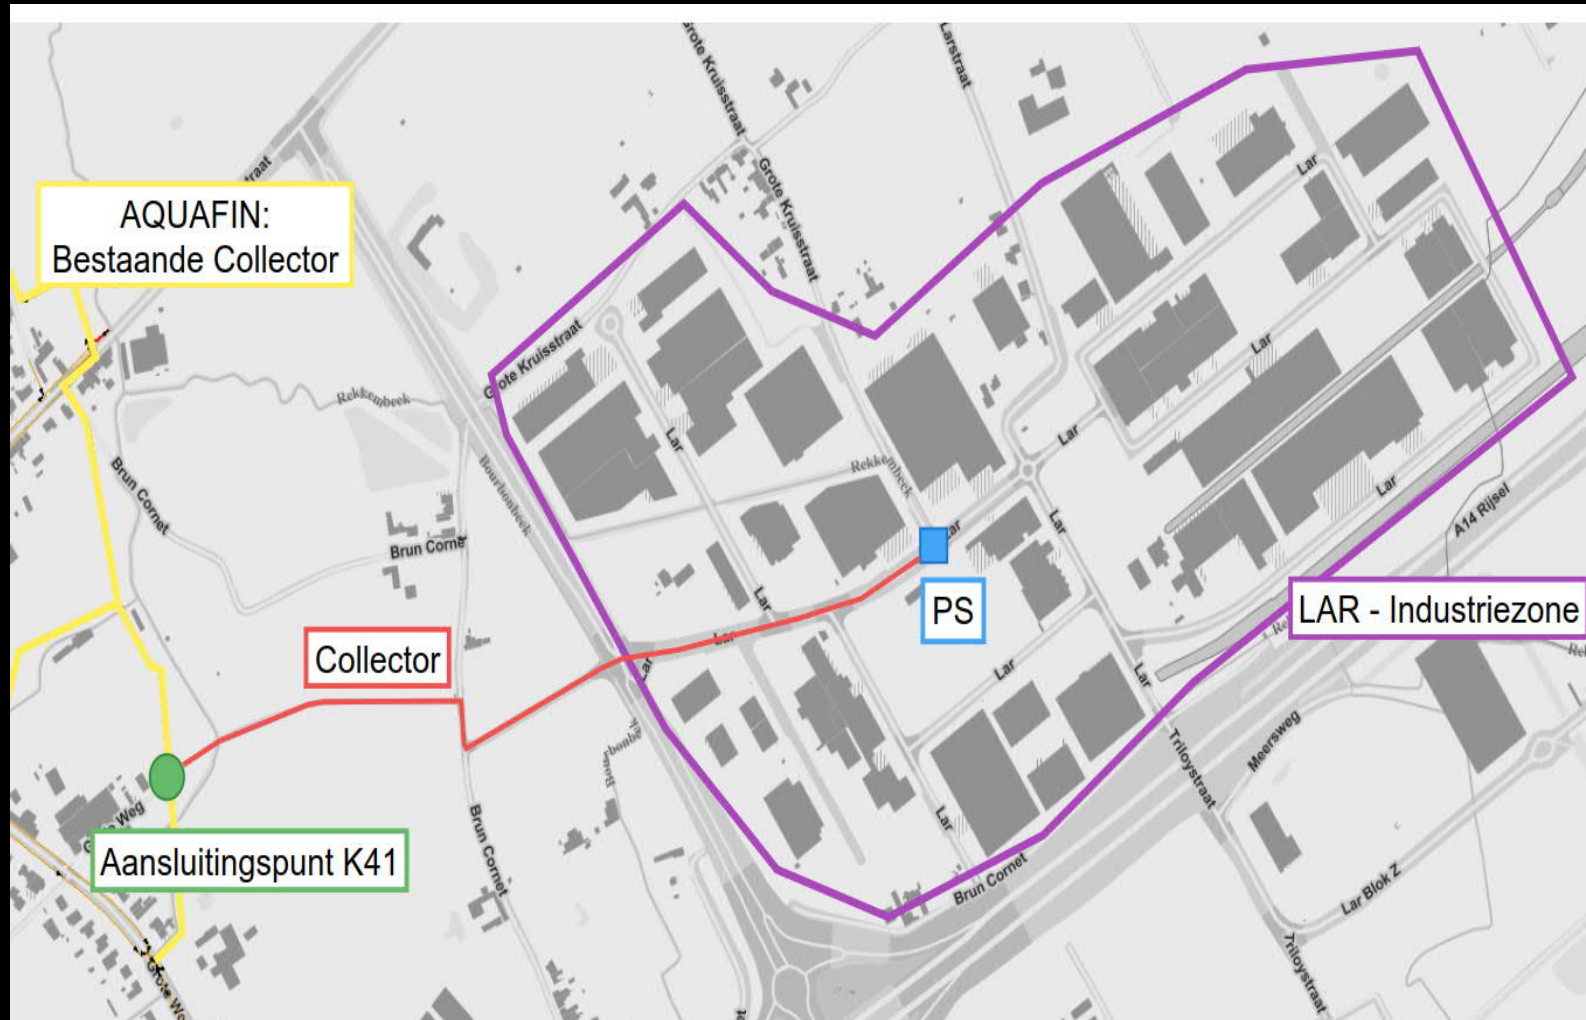 Grote Kruisstraat
Larstraat
Grote Kruisstraat
Lar
AQUAFIN:
Bestaande Collector
Grote Kruisstraat
Lar
Rekkembeek
Lar
Lar
Rekkembeek
Bourbonbeek
Brun Cornet
Lar
A14 Rijsel
Lar
Lar
Brun Cornet
PS
LAR - Industriezone
Lar
Lar
Collector
Lar
Lar
Lar
Meersweg
Triloystraat
Aansluitingspunt K41
Lar
Brun Cornet
Brun Cornet
Lar Blok Z
Triloystraat